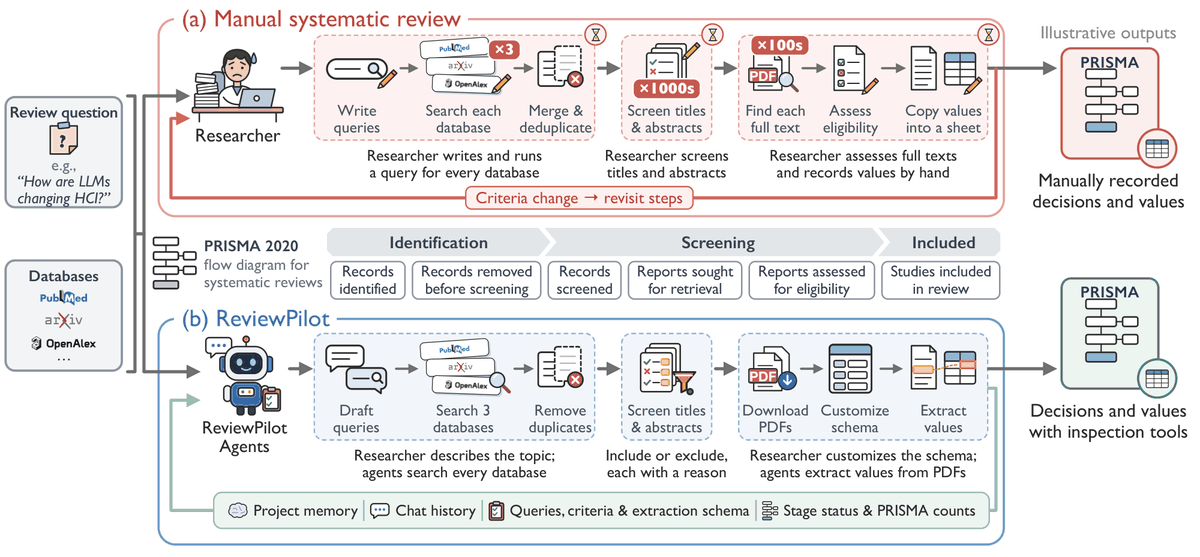 (a) Manual systematic review
Review question
?
e.g.,
“How are LLMs
changing HCI?”
Databases
PubMed
arXiv
OpenAlex
...
Researcher
Write
queries
PubMed
arXiv
OpenAlex
×3
Search each
database
Merge &
deduplicate
Researcher writes and runs
a query for every database
×1000s
Screen titles
& abstracts
Researcher screens
titles and abstracts
×100s
PDF
Find each
full text
Assess
eligibility
Copy values
into a sheet
Researcher assesses full texts
and records values by hand
Criteria change → revisit steps
Illustrative outputs
PRISMA
Manually recorded
decisions and values
PRISMA 2020
flow diagram for
systematic reviews
Identification
Screening
Included
Records
identified
Records removed
before screening
Records
screened
Reports sought
for retrieval
Reports assessed
for eligibility
Studies included
in review
(b) ReviewPilot
ReviewPilot
Agents
Draft
queries
PubMed
arXiv
OpenAlex
Search 3
databases
Remove
duplicates
Researcher describes the topic;
agents search every database
Screen titles
& abstracts
Include or exclude,
each with a reason
PDF
Download
PDFs
Customize
schema
Extract
values
Researcher customizes the schema;
agents extract values from PDFs
Project memory
Chat history
Queries, criteria & extraction schema
Stage status & PRISMA counts
PRISMA
Decisions and values
with inspection tools